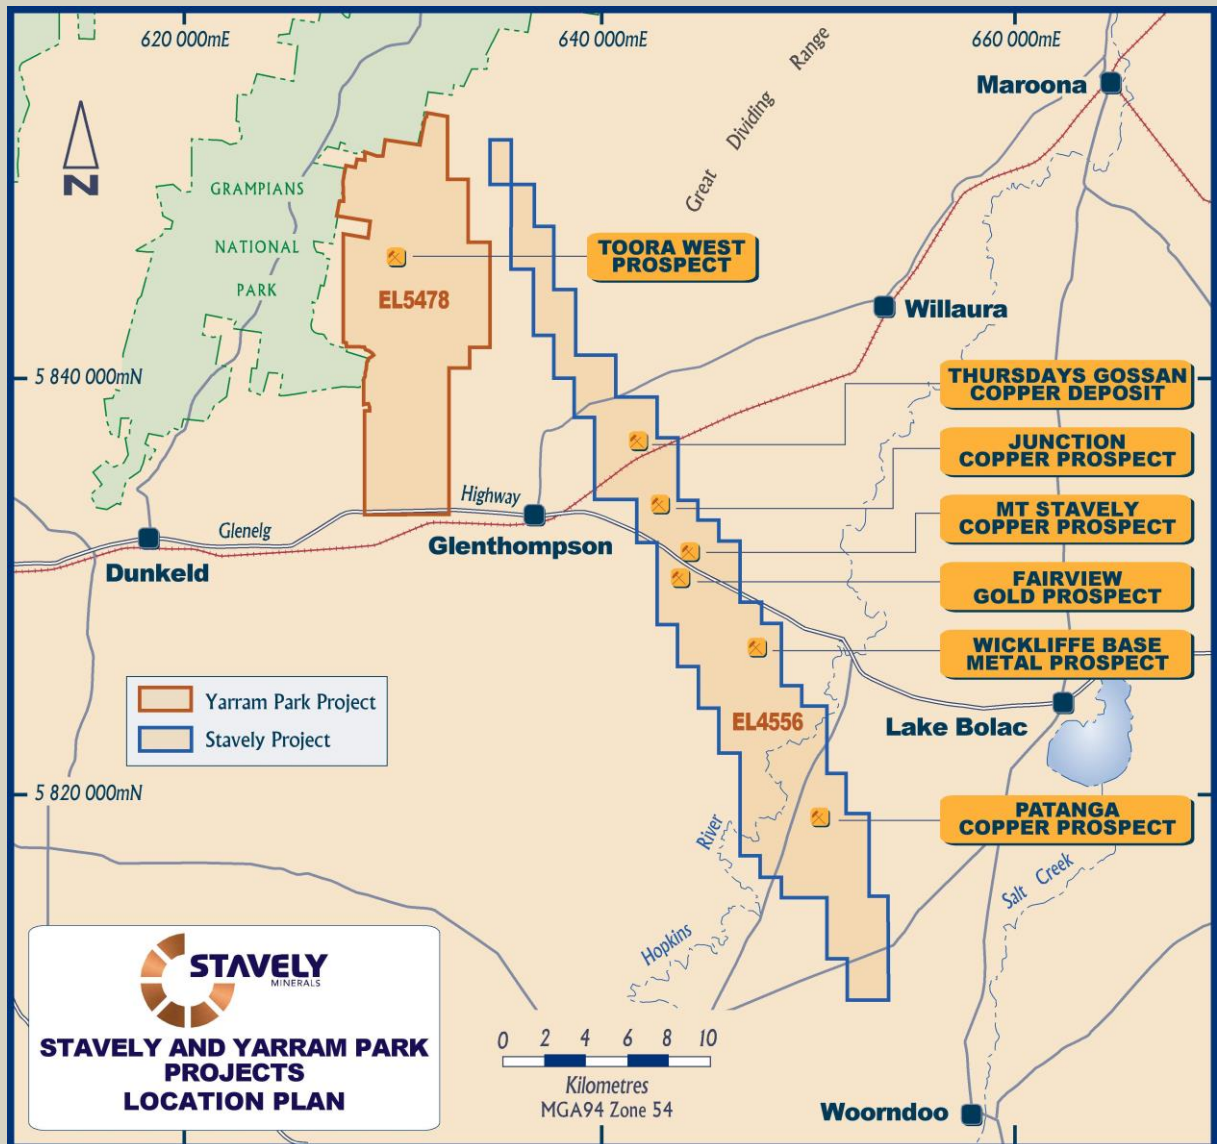 620 000mE
640 000mE
660 000mE
Great Dividing Range
Maroona
N
GRAMPIANS
NATIONAL
PARK
TOORA WEST
PROSPECT
EL5478
Willaura
5 840 000mN
THURSDAYS GOSSAN
COPPER DEPOSIT
JUNCTION
COPPER PROSPECT
Highway
MT STAVELY
COPPER PROSPECT
Glenelg
Glenthompson
Dunkeld
FAIRVIEW
GOLD PROSPECT
WICKLIFFE BASE
METAL PROSPECT
Yarram Park Project
Stavely Project
EL4556
Lake Bolac
5 820 000mN
PATANGA
COPPER PROSPECT
Hopkins River
Salt Creek
STAVELY
MINERALS
STAVELY AND YARRAM PARK
PROJECTS
LOCATION PLAN
0 2 4 6 8 10
Kilometres
MGA94 Zone 54
Woorndoo